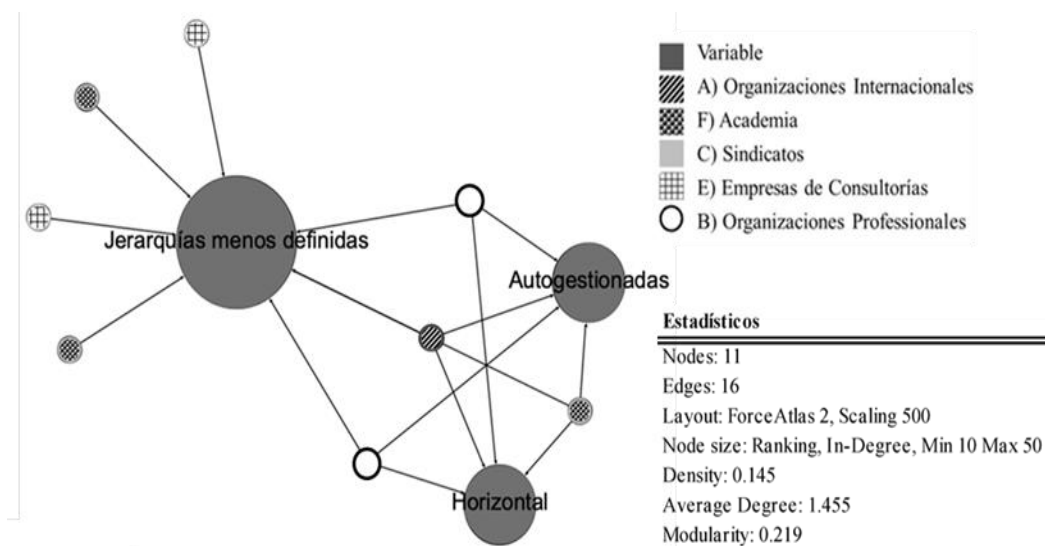 Jerarquías menos definidas
Autogestionadas
Horizontal
Variable
A) Organizaciones Internacionales
F) Academia
C) Sindicatos
E) Empresas de Consultorías
B) Organizaciones Professionales
Estadísticos
Nodes: 11
Edges: 16
Layout: ForceAtlas 2, Scaling 500
Node size: Ranking, In-Degree, Min 10 Max 50
Density: 0.145
Average Degree: 1.455
Modularity: 0.219